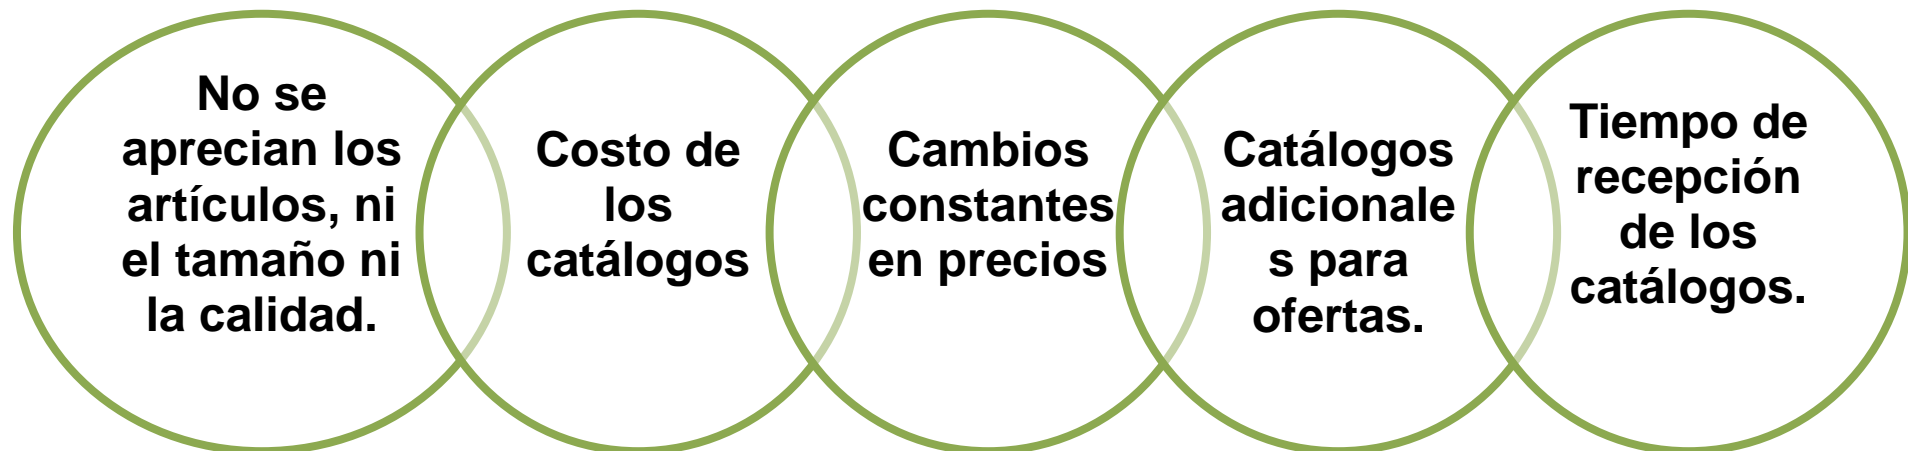 No se
aprecian los
artículos, ni
el tamaño ni
la calidad.
Costo de
los
catálogos
Cambios
constantes
en precios
Catálogos
adicionale
s para
ofertas.
Tiempo de
recepción
de los
catálogos.